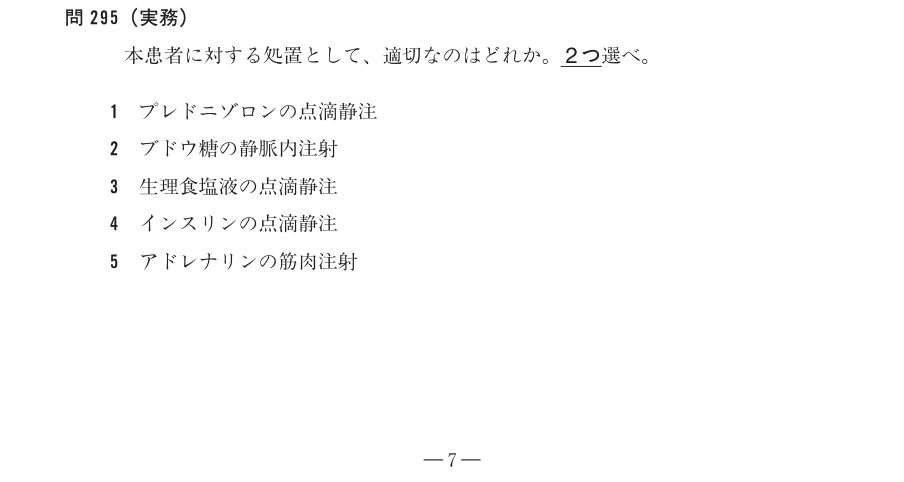 問 295（実務）
本患者に対する処置として、適切なのはどれか。２つ選べ。
1 プレドニゾロンの点滴静注
2 ブドウ糖の静脈内注射
3 生理食塩液の点滴静注
4 インスリンの点滴静注
5 アドレナリンの筋肉注射
― 7 ―